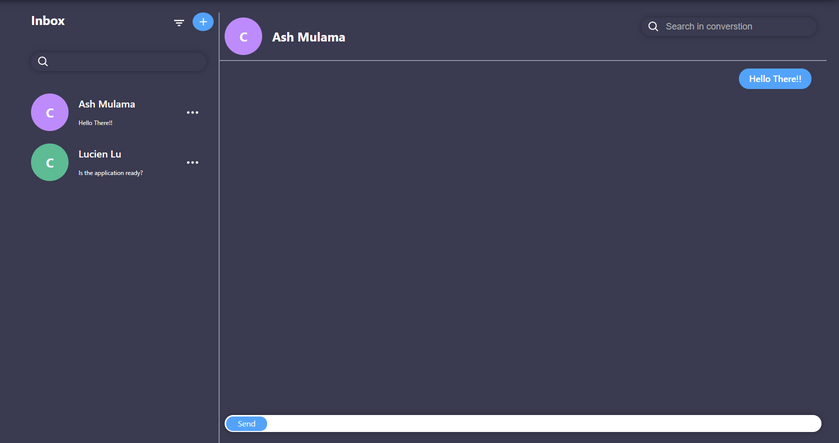 Inbox
+
C
Ash Mulama
Hello There!!
C
Lucien Lu
Is the application ready?
C
Ash Mulama
Search in converstion
Hello There!!
Send